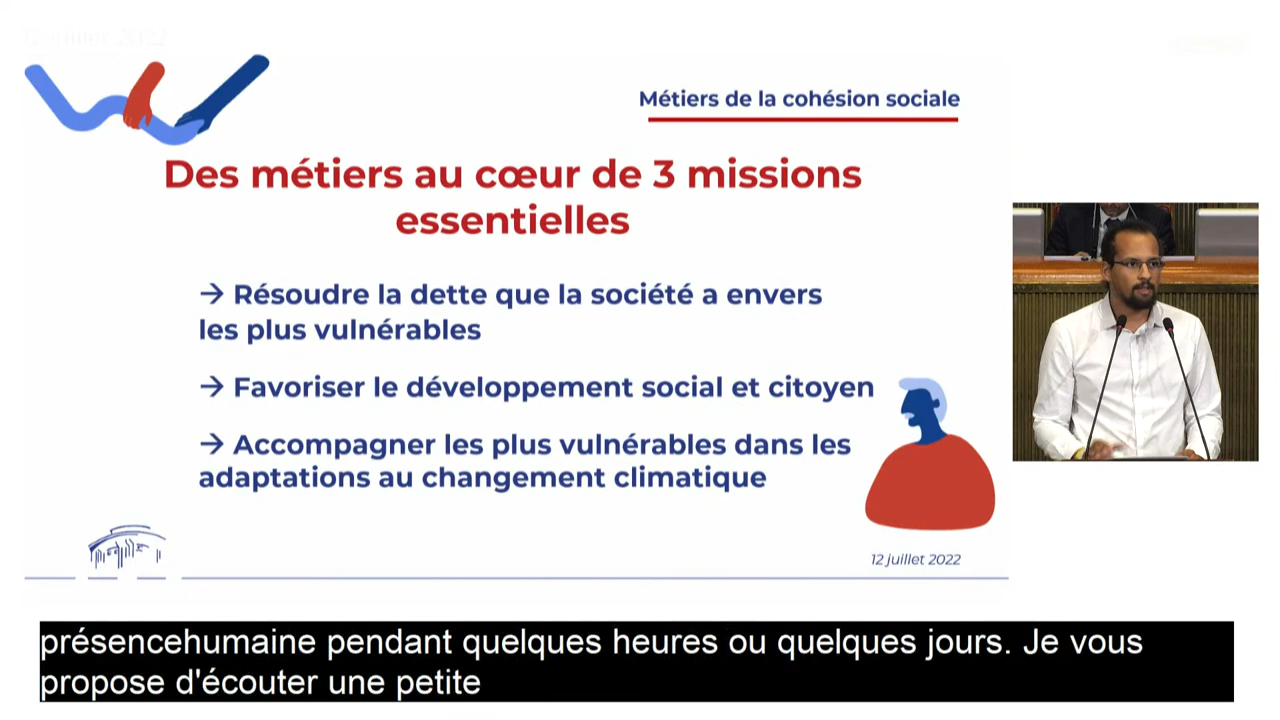 Métiers de la cohésion sociale
Des métiers au cœur de 3 missions
essentielles
→ Résoudre la dette que la société a envers
les plus vulnérables
→ Favoriser le développement social et citoyen
→ Accompagner les plus vulnérables dans les
adaptations au changement climatique
12 juillet 2022
présencehumaine pendant quelques heures ou quelques jours. Je vous
propose d'écouter une petite